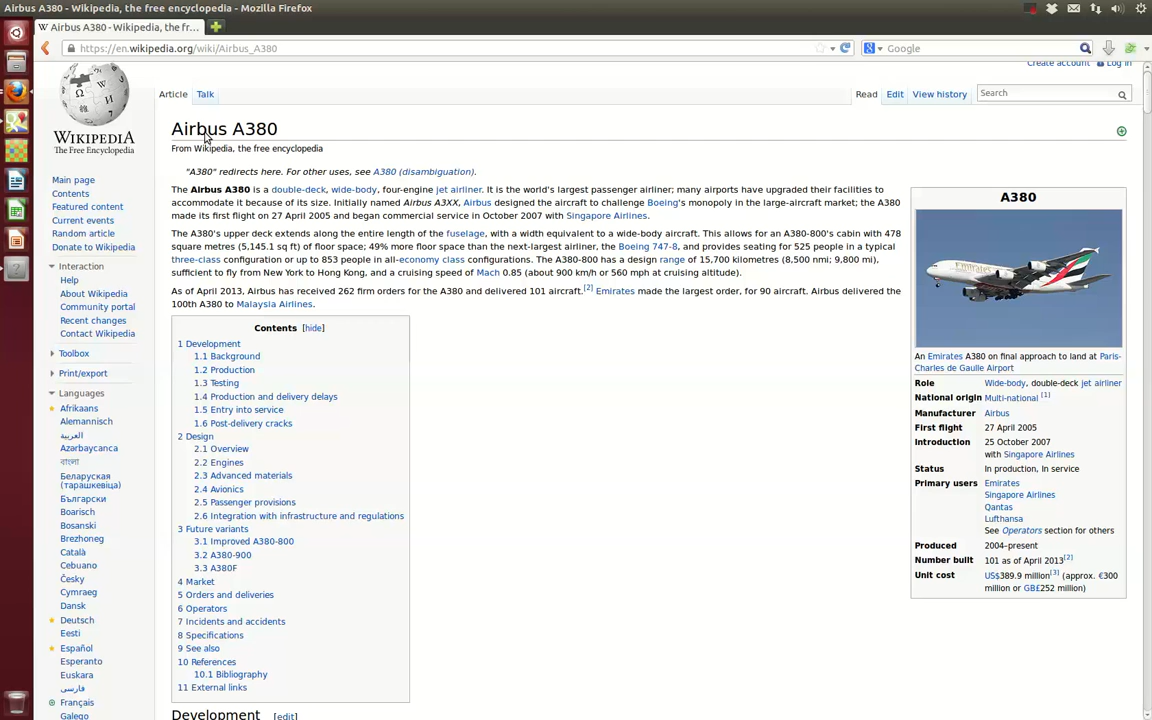 Airbus A380 - Wikipedia, the free encyclopedia - Mozilla Firefox
W Airbus A380 - Wikipedia, the fr...
https://en.wikipedia.org/wiki/Airbus_A380
Google
Create account Log in
Article Talk
Read Edit View history Search
WIKIPEDIA
The Free Encyclopedia
Main page
Contents
Featured content
Current events
Random article
Donate to Wikipedia
Interaction
Help
About Wikipedia
Community portal
Recent changes
Contact Wikipedia
Toolbox
Print/export
Languages
Afrikaans
Alemannisch
العربية
Azərbaycanca
বাংলা
Беларуская
(тарашкевіца)
Български
Boarisch
Bosanski
Brezhoneg
Català
Cebuano
Česky
Cymraeg
Dansk
Deutsch
Eesti
Español
Esperanto
Euskara
فارسی
Français
Galego
Airbus A380
From Wikipedia, the free encyclopedia
"A380" redirects here. For other uses, see A380 (disambiguation).
The Airbus A380 is a double-deck, wide-body, four-engine jet airliner. It is the world's largest passenger airliner; many airports have upgraded their facilities to
accommodate it because of its size. Initially named Airbus A3XX, Airbus designed the aircraft to challenge Boeing's monopoly in the large-aircraft market; the A380
made its first flight on 27 April 2005 and began commercial service in October 2007 with Singapore Airlines.
The A380's upper deck extends along the entire length of the fuselage, with a width equivalent to a wide-body aircraft. This allows for an A380-800's cabin with 478
square metres (5,145.1 sq ft) of floor space; 49% more floor space than the next-largest airliner, the Boeing 747-8, and provides seating for 525 people in a typical
three-class configuration or up to 853 people in all-economy class configurations. The A380-800 has a design range of 15,700 kilometres (8,500 nmi; 9,800 mi),
sufficient to fly from New York to Hong Kong, and a cruising speed of Mach 0.85 (about 900 km/h or 560 mph at cruising altitude).
As of April 2013, Airbus has received 262 firm orders for the A380 and delivered 101 aircraft.[2] Emirates made the largest order, for 90 aircraft. Airbus delivered the
100th A380 to Malaysia Airlines.
Contents [hide]
1 Development
1.1 Background
1.2 Production
1.3 Testing
1.4 Production and delivery delays
1.5 Entry into service
1.6 Post-delivery cracks
2 Design
2.1 Overview
2.2 Engines
2.3 Advanced materials
2.4 Avionics
2.5 Passenger provisions
2.6 Integration with infrastructure and regulations
3 Future variants
3.1 Improved A380-800
3.2 A380-900
3.3 A380F
4 Market
5 Orders and deliveries
6 Operators
7 Incidents and accidents
8 Specifications
9 See also
10 References
10.1 Bibliography
11 External links
Development [edit]
A380
Emirates
An Emirates A380 on final approach to land at Paris-
Charles de Gaulle Airport
Role Wide-body, double-deck jet airliner
National origin Multi-national [1]
Manufacturer Airbus
First flight 27 April 2005
Introduction 25 October 2007
with Singapore Airlines
Status In production, In service
Primary users Emirates
Singapore Airlines
Qantas
Lufthansa
See Operators section for others
Produced 2004–present
Number built 101 as of April 2013[2]
Unit cost US$389.9 million[3] (approx. €300
million or GB£252 million)